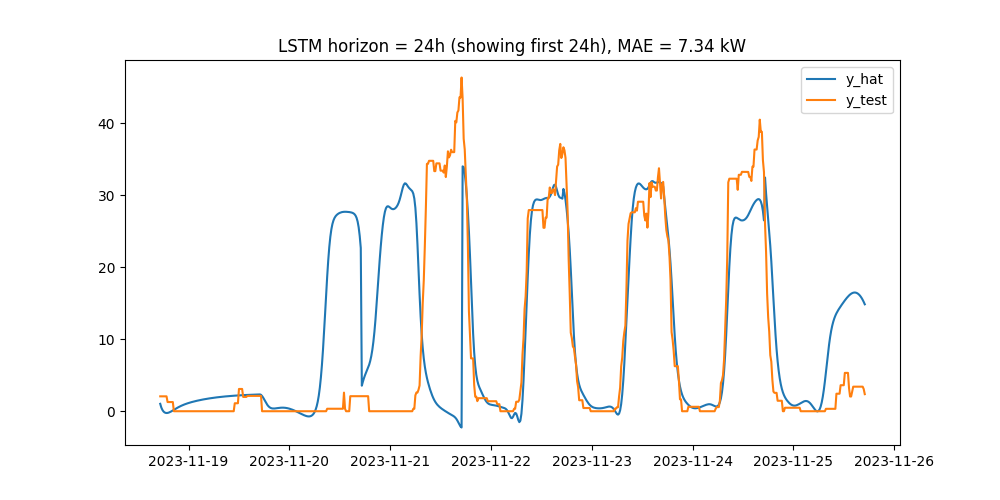 LSTM horizon = 24h (showing first 24h), MAE = 7.34 kW
y_hat
y_test
40
30
20
10
0
2023-11-19 2023-11-20 2023-11-21 2023-11-22 2023-11-23 2023-11-24 2023-11-25 2023-11-26